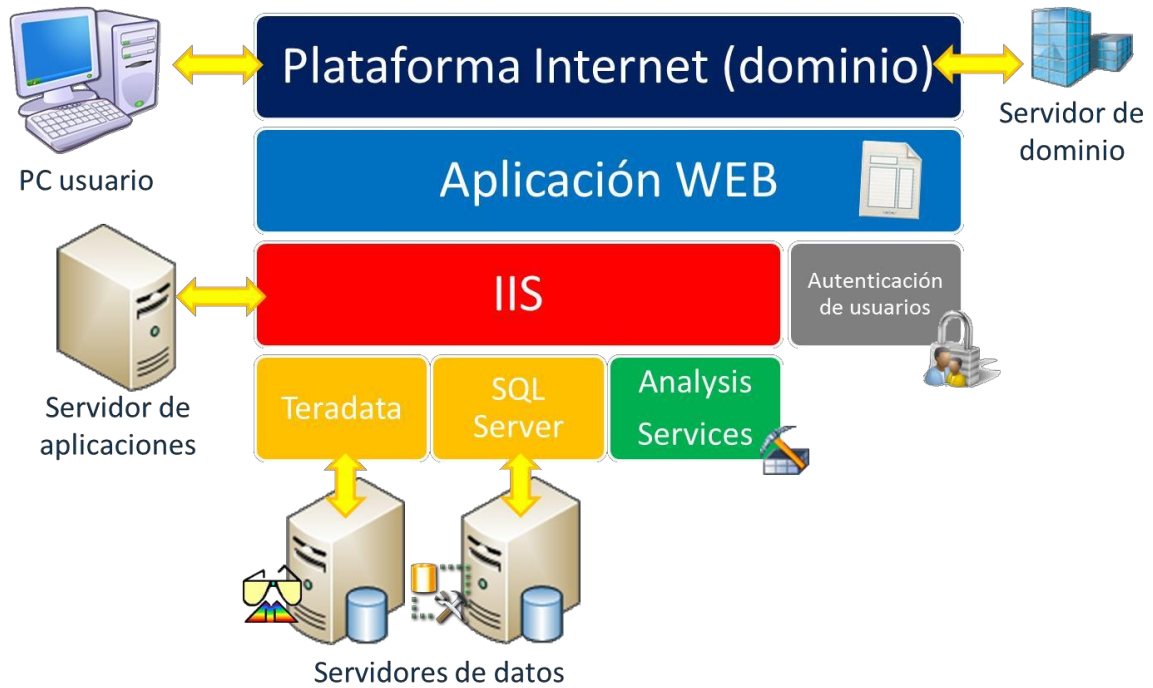 Plataforma Internet (dominio)
PC usuario
Servidor de
dominio
Aplicación WEB
IIS
Autenticación
de usuarios
Servidor de
aplicaciones
Teradata
SQL
Server
Analysis
Services
Servidores de datos